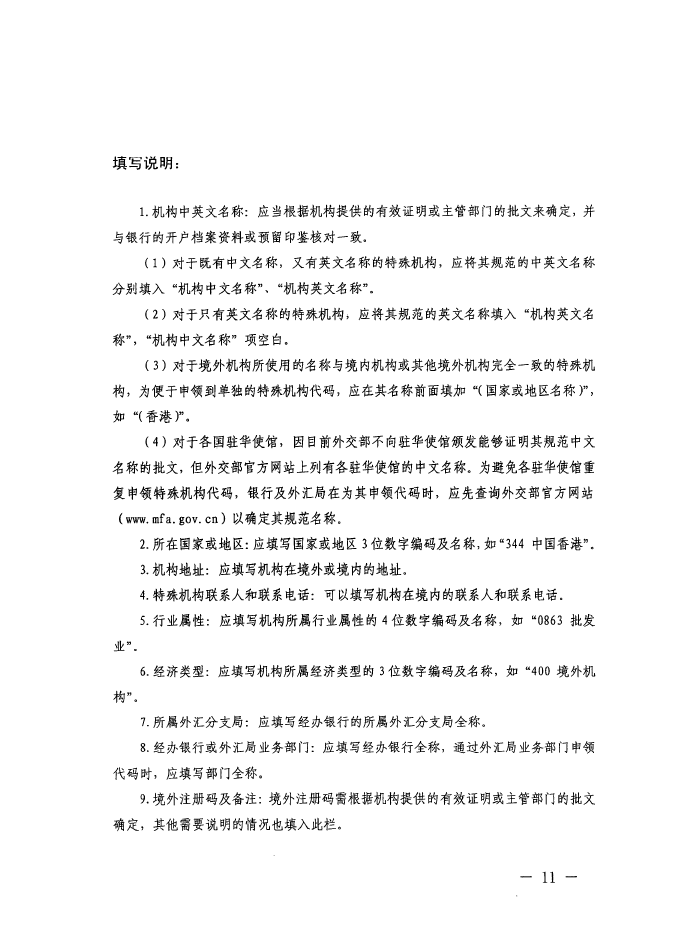 填写说明：
1.机构中英文名称：应当根据机构提供的有效证明或主管部门的批文来确定，并
与银行的开户档案资料或预留印鉴核对一致。
（1）对于既有中文名称，又有英文名称的特殊机构，应将其规范的中英文名称
分别填入“机构中文名称”、“机构英文名称”。
（2）对于只有英文名称的特殊机构，应将其规范的英文名称填入“机构英文名
称”，“机构中文名称”项空白。
（3）对于境外机构所使用的名称与境内机构或其他境外机构完全一致的特殊机
构，为便于申领到单独的特殊机构代码，应在其名称前面填加“（国家或地区名称）”，
如“（香港）”。
（4）对于各国驻华使馆，因目前外交部不向驻华使馆颁发能够证明其规范中文
名称的批文，但外交部官方网站上列有各驻华使馆的中文名称。为避免各驻华使馆重
复申领特殊机构代码，银行及外汇局在为其申领代码时，应先查询外交部官方网站
（www.mfa.gov.cn）以确定其规范名称。
2.所在国家或地区：应填写国家或地区3位数字编码及名称，如“344 中国香港”。
3.机构地址：应填写机构在境外或境内的地址。
4.特殊机构联系人和联系电话：可以填写机构在境内的联系人和联系电话。
5.行业属性：应填写机构所属行业属性的4位数字编码及名称，如“0863 批发
业”。
6.经济类型：应填写机构所属经济类型的3位数字编码及名称，如“400 境外机
构”。
7.所属外汇分支局：应填写经办银行的所属外汇分支局全称。
8.经办银行或外汇局业务部门：应填写经办银行全称，通过外汇局业务部门申领
代码时，应填写部门全称。
9.境外注册码及备注：境外注册码需根据机构提供的有效证明或主管部门的批文
确定，其他需要说明的情况也填入此栏。
— 11 —